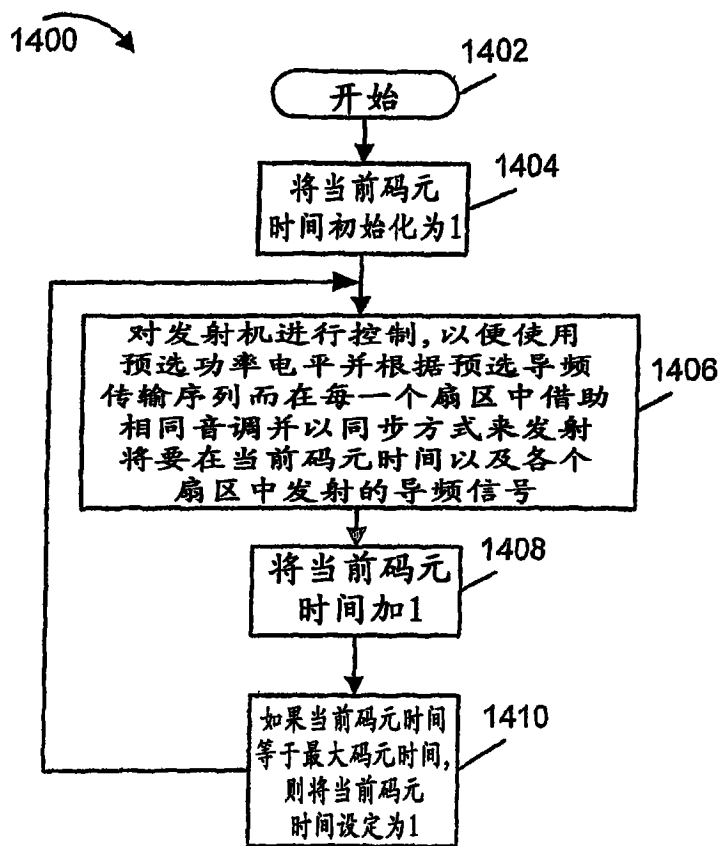 1400
1402
开始
1404
将当前码元
时间初始化为1
对发射机进行控制,以便使用
预选功率电平并根据预选导频
传输序列而在每一个扇区中借助
相同音调并以同步方式来发射
将要在当前码元时间以及各个
扇区中发射的导频信号
1406
将当前码元
时间加1
1408
如果当前码元时间
等于最大码元时间,
则将当前码元
时间设定为1
1410